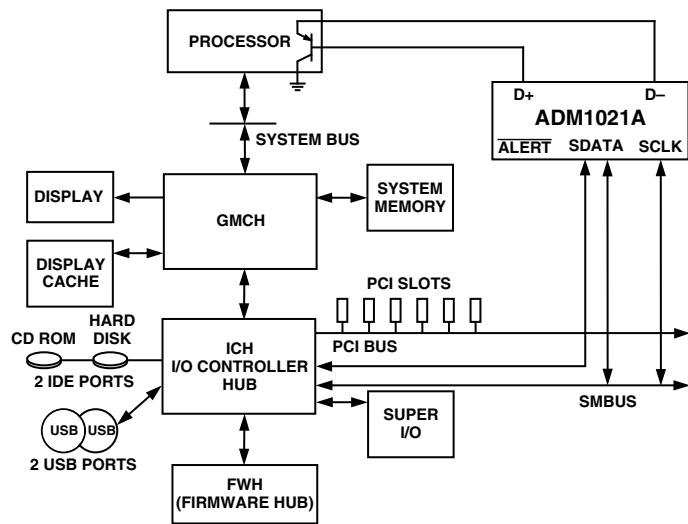 PROCESSOR
D+
D–
ADM1021A
ALERT
SDATA
SCLK
SYSTEM BUS
DISPLAY
GMCH
SYSTEM
MEMORY
DISPLAY
CACHE
PCI SLOTS
HARD
DISK
CD ROM
ICH
I/O CONTROLLER
HUB
PCI BUS
2 IDE PORTS
SMBUS
SUPER
I/O
USB
USB
2 USB PORTS
FWH
(FIRMWARE HUB)